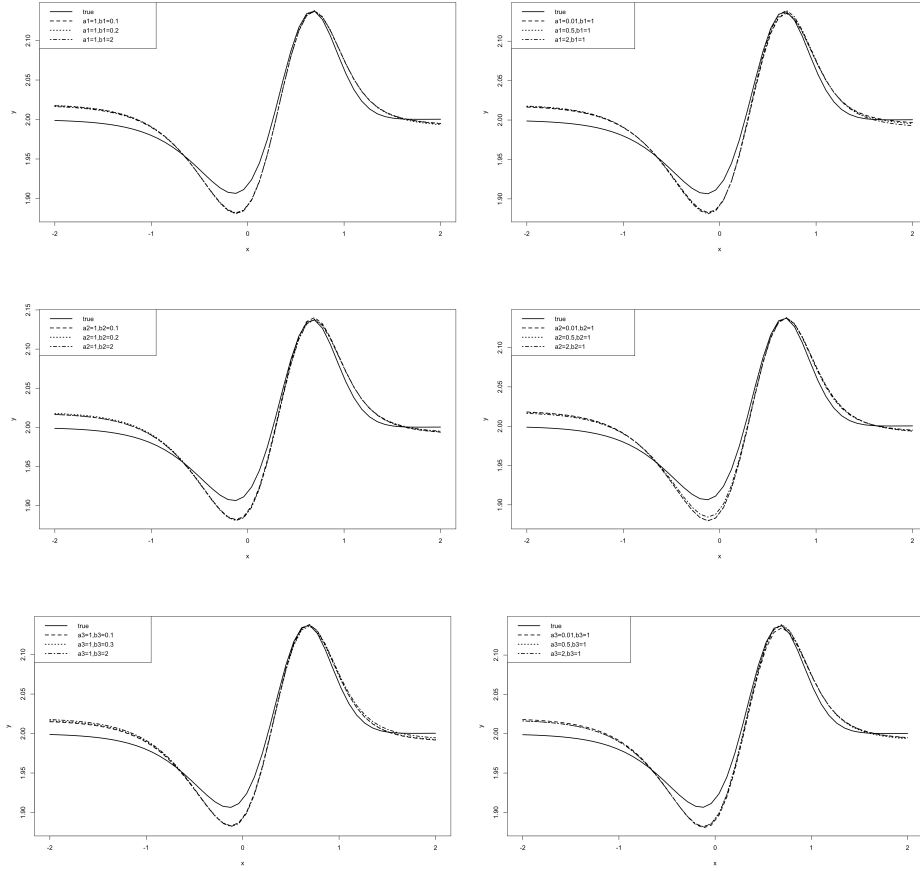 true
a1=1,b1=0.1
a1=1,b1=0.2
a1=1,b1=2
2.10
2.05
2.00
1.95
1.90
y
-2
-1
0
1
2
x
true
a1=0.01,b1=1
a1=0.5,b1=1
a1=2,b1=1
2.10
2.05
2.00
1.95
1.90
y
-2
-1
0
1
2
x
true
a2=1,b2=0.1
a2=1,b2=0.2
a2=1,b2=2
2.15
2.10
2.05
2.00
1.95
1.90
y
-2
-1
0
1
2
x
true
a2=0.01,b2=1
a2=0.5,b2=1
a2=2,b2=1
2.10
2.05
2.00
1.95
1.90
y
-2
-1
0
1
2
x
true
a3=1,b3=0.1
a3=1,b3=0.3
a3=1,b3=2
2.10
2.05
2.00
1.95
1.90
y
-2
-1
0
1
2
x
true
a3=0.01,b3=1
a3=0.5,b3=1
a3=2,b3=1
2.10
2.05
2.00
1.95
1.90
y
-2
-1
0
1
2
x